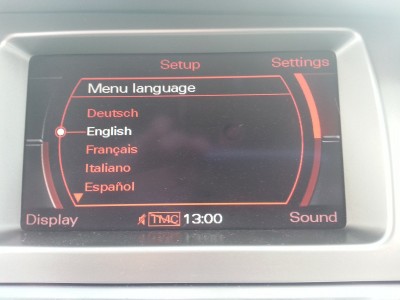 Setup
Settings
Menu language
Deutsch
English
Français
Italiano
Español
Display
TMC 13:00
Sound